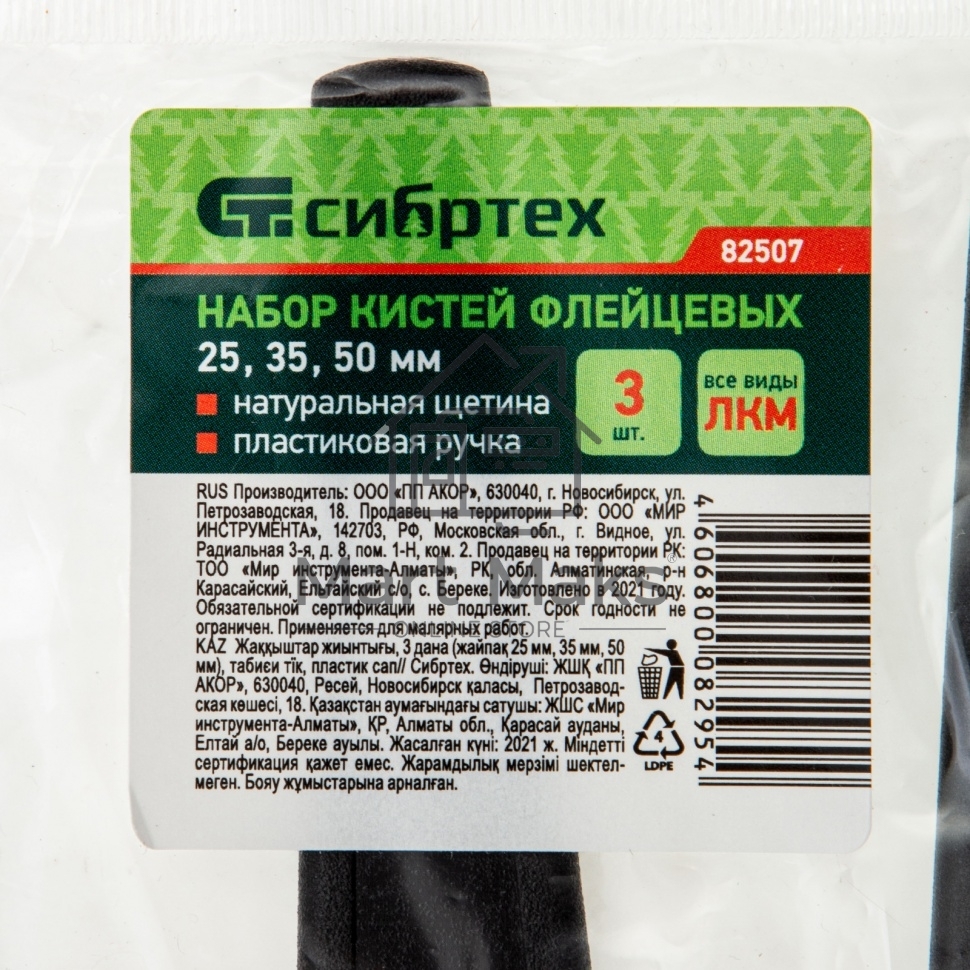 сибртех
82507
НАБОР КИСТЕЙ ФЛЕЙЦЕВЫХ
25, 35, 50 мм
натуральная щетина
пластиковая ручка
3
шт.
все виды
ЛКМ
RUS Производитель: ООО «ПП АКОР», 630040, г. Новосибирск, ул.
Петрозаводская, 18. Продавец на территории РФ: ООО «МИР
ИНСТРУМЕНТА», 142703, РФ, Московская обл., г. Видное, ул.
Радиальная 3-я, д. 8, пом. 1-Н, ком. 2. Продавец на территории РК:
ТОО «Мир инструмента-Алматы», РК, обл. Алматинская, р-н
Карасайский, Ельтайский с/о, с. Береке. Изготовлено в 2021 году.
Обязательной сертификации не подлежит. Срок годности не
ограничен. Применяется для малярных работ.
KAZ Жаққыштар жиынтығы, 3 дана (жайпақ 25 мм, 35 мм, 50
мм), табиғи тік, пластик сап// Сибртех. Өндіруші: ЖШҚ «ПП
АКОР», 630040, Ресей, Новосибирск қаласы, Петрозавод-
ская көшесі, 18. Қазақстан аумағындағы сатушы: ЖШС «Мир
инструмента-Алматы», ҚР, Алматы обл., Қарасай ауданы,
Елтай а/о, Береке ауылы. Жасалған күні: 2021 ж. Міндетті
сертификация қажет емес. Жарамдылық мерзімі шектел-
меген. Бояу жұмыстарына арналған.
4
LDPE
4606800082954
Mart Maks
ONLINE STORE